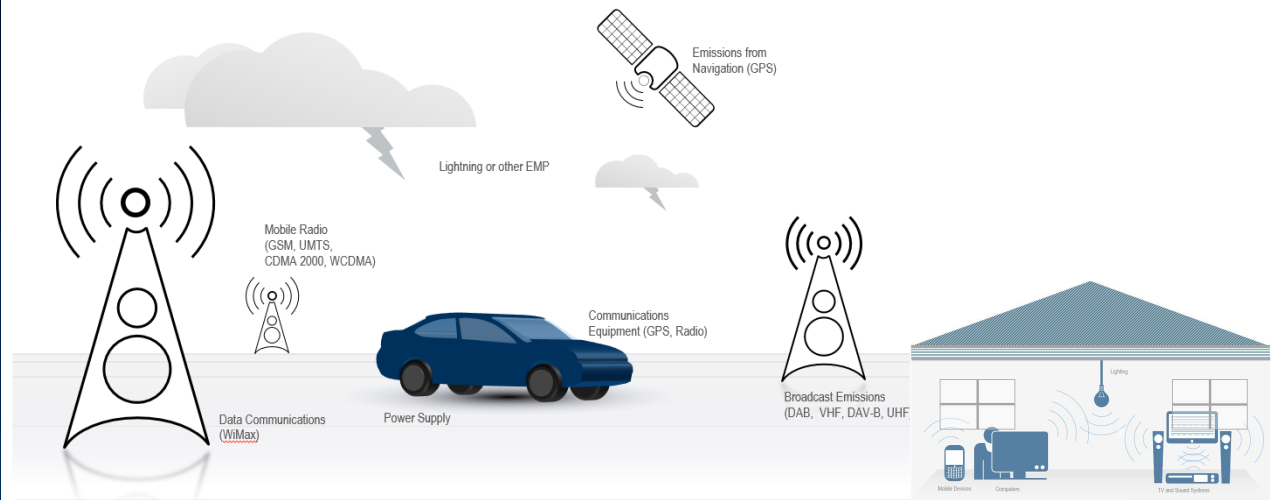 Emissions from
Navigation (GPS)
Lightning or other EMP
Mobile Radio
(GSM, UMTS,
CDMA 2000, WCDMA)
Communications
Equipment (GPS, Radio)
Lighting
Broadcast Emissions
(DAB, VHF, DAV-B, UHF
Power Supply
Data Communications
(WiMax)
Mobile Devices
Computers
TV and Sound Systems